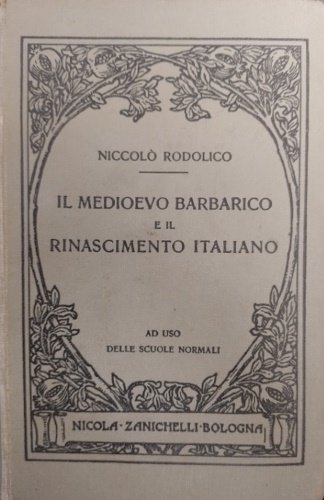 NICCOLÒ RODOLICO
IL MEDIOEVO BARBARICO
E IL
RINASCIMENTO ITALIANO
AD USO
DELLE SCUOLE NORMALI
NICOLA · ZANICHELLI · BOLOGNA